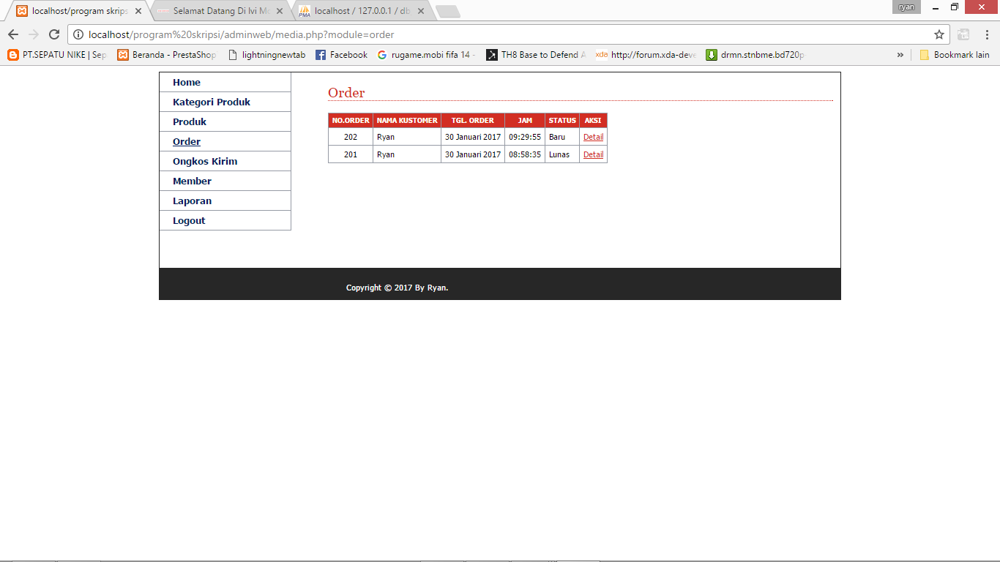 localhost/program skrips
Selamat Datang Di Ivi Mo
PMA
localhost / 127.0.0.1 / db
ryan
localhost/program%20skripsi/adminweb/media.php?module=order
PT.SEPATU NIKE | Sep
Beranda - PrestaShop
lightningnewtab
Facebook
rugame.mobi fifa 14 -
TH8 Base to Defend A
xda
http://forum.xda-deve
drmn.stnbme.bd720p
»
Bookmark lain
Home
Kategori Produk
Produk
Order
Ongkos Kirim
Member
Laporan
Logout
Order
NO.ORDER NAMA KUSTOMER TGL. ORDER JAM STATUS AKSI
202 Ryan 30 Januari 2017 09:29:55 Baru Detail
201 Ryan 30 Januari 2017 08:58:35 Lunas Detail
Copyright © 2017 By Ryan.